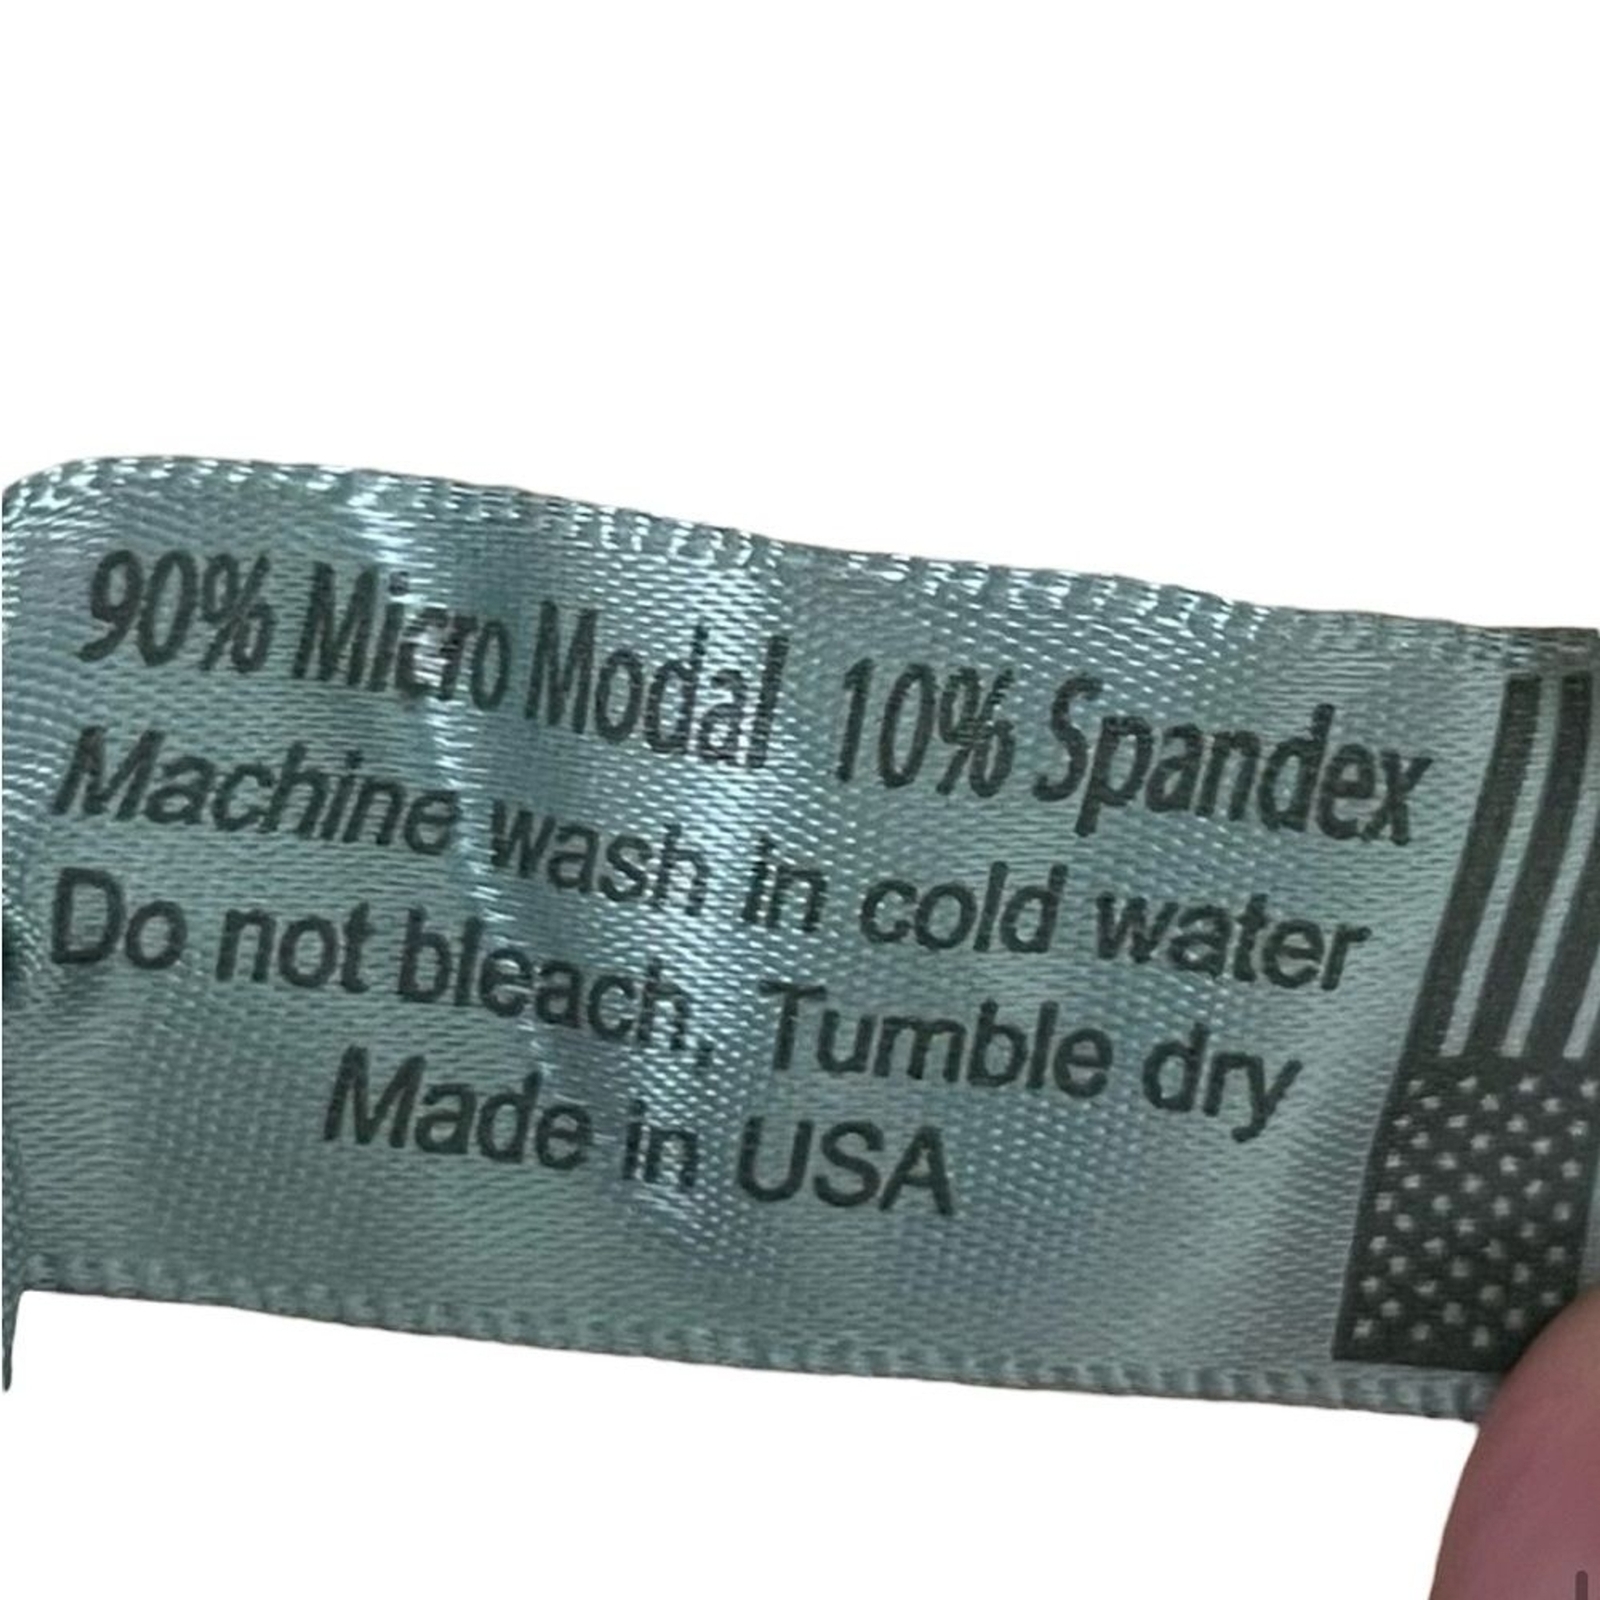 90% Micro Modal 10% Spandex
Machine wash in cold water
Do not bleach, Tumble dry
Made in USA